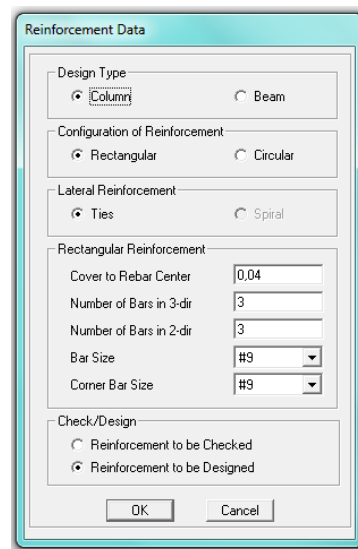 Reinforcement Data
Design Type
Column Beam
Configuration of Reinforcement
Rectangular Circular
Lateral Reinforcement
Ties Spiral
Rectangular Reinforcement
Cover to Rebar Center 0,04
Number of Bars in 3-dir 3
Number of Bars in 2-dir 3
Bar Size #9
Corner Bar Size #9
Check/Design
Reinforcement to be Checked
Reinforcement to be Designed
OK Cancel